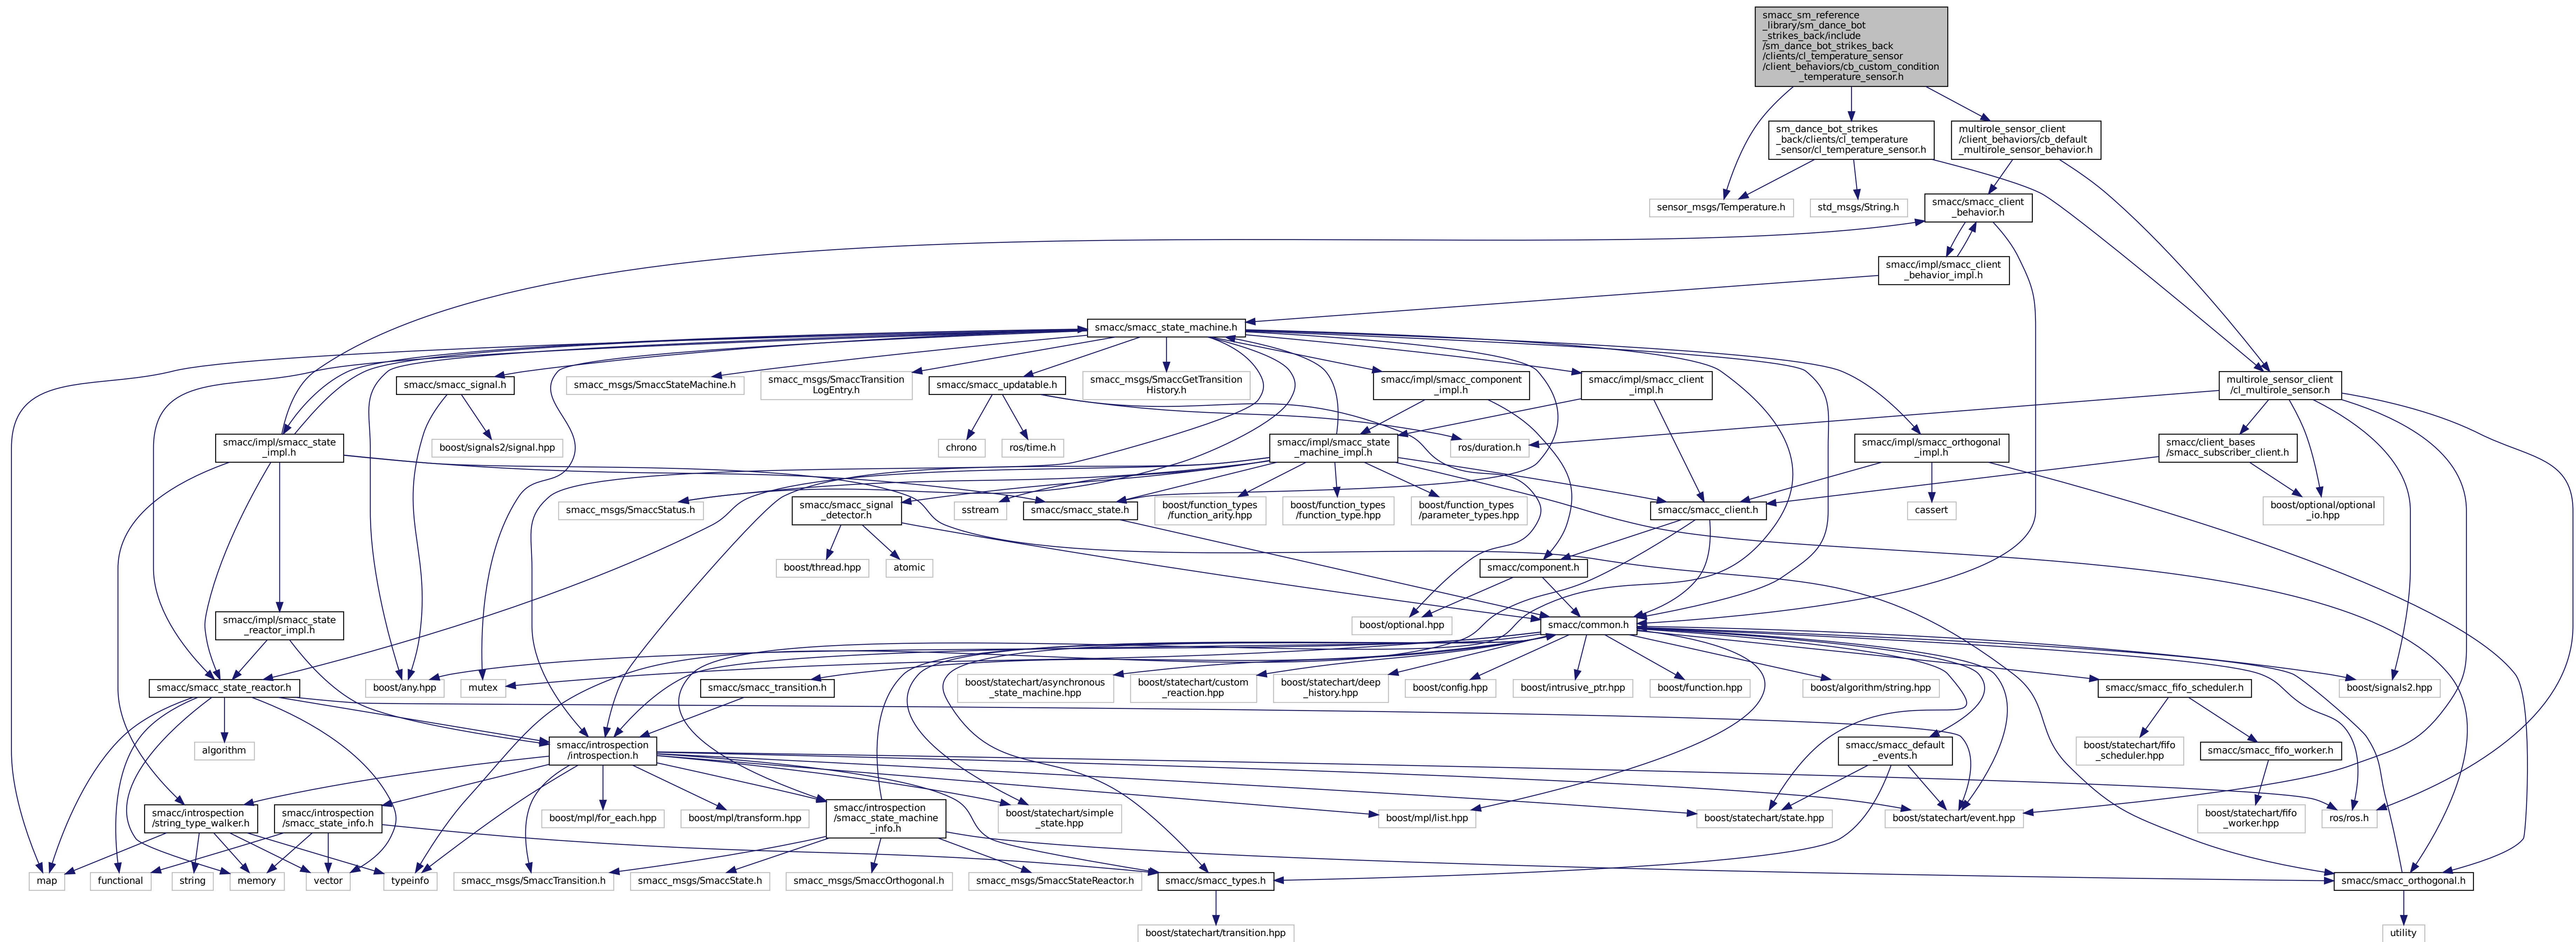 smacc_sm_reference
_library/sm_dance_bot
_strikes_back/include
/sm_dance_bot_strikes_back
/clients/cl_temperature_sensor
/client_behaviors/cb_custom_condition
_temperature_sensor.h
sm_dance_bot_strikes
_back/clients/cl_temperature
_sensor/cl_temperature_sensor.h
multirole_sensor_client
/client_behaviors/cb_default
_multirole_sensor_behavior.h
sensor_msgs/Temperature.h
std_msgs/String.h
smacc/smacc_client
_behavior.h
smacc/impl/smacc_client
_behavior_impl.h
smacc/smacc_state_machine.h
smacc/smacc_signal.h
smacc_msgs/SmaccStateMachine.h
smacc_msgs/SmaccTransition
LogEntry.h
smacc/smacc_updatable.h
smacc_msgs/SmaccGetTransition
History.h
smacc/impl/smacc_component
_impl.h
smacc/impl/smacc_client
_impl.h
multirole_sensor_client
/cl_multirole_sensor.h
smacc/impl/smacc_state
_impl.h
boost/signals2/signal.hpp
chrono
ros/time.h
smacc/impl/smacc_state
_machine_impl.h
ros/duration.h
smacc/impl/smacc_orthogonal
_impl.h
smacc/client_bases
/smacc_subscriber_client.h
smacc_msgs/SmaccStatus.h
smacc/smacc_signal
_detector.h
sstream
smacc/smacc_state.h
boost/function_types
/function_arity.hpp
boost/function_types
/function_type.hpp
boost/function_types
/parameter_types.hpp
smacc/smacc_client.h
cassert
boost/optional/optional
_io.hpp
boost/thread.hpp
atomic
smacc/component.h
smacc/impl/smacc_state
_reactor_impl.h
boost/optional.hpp
smacc/common.h
smacc/smacc_state_reactor.h
boost/any.hpp
mutex
smacc/smacc_transition.h
boost/statechart/asynchronous
_state_machine.hpp
boost/statechart/custom
_reaction.hpp
boost/statechart/deep
_history.hpp
boost/config.hpp
boost/intrusive_ptr.hpp
boost/function.hpp
boost/algorithm/string.hpp
smacc/smacc_fifo_scheduler.h
boost/signals2.hpp
algorithm
smacc/introspection
/introspection.h
smacc/smacc_default
_events.h
boost/statechart/fifo
_scheduler.hpp
smacc/smacc_fifo_worker.h
smacc/introspection
/string_type_walker.h
smacc/introspection
/smacc_state_info.h
boost/mpl/for_each.hpp
boost/mpl/transform.hpp
smacc/introspection
/smacc_state_machine
_info.h
boost/statechart/simple
_state.hpp
boost/mpl/list.hpp
boost/statechart/state.hpp
boost/statechart/event.hpp
boost/statechart/fifo
_worker.hpp
ros/ros.h
map
functional
string
memory
vector
typeinfo
smacc_msgs/SmaccTransition.h
smacc_msgs/SmaccState.h
smacc_msgs/SmaccOrthogonal.h
smacc_msgs/SmaccStateReactor.h
smacc/smacc_types.h
smacc/smacc_orthogonal.h
boost/statechart/transition.hpp
utility